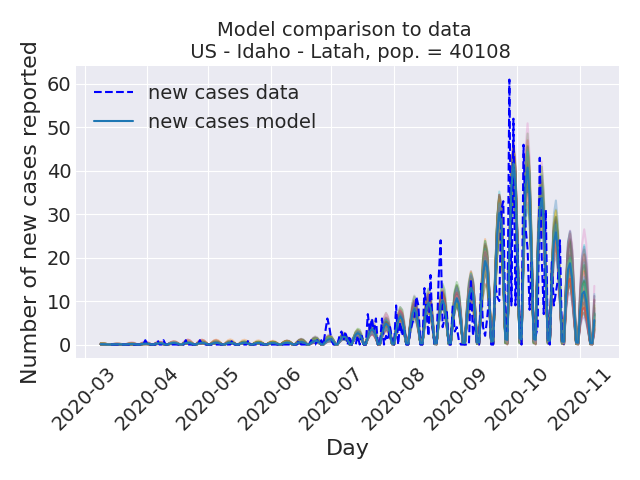 Model comparison to data
US - Idaho - Latah, pop. = 40108
Number of new cases reported
60
50
40
30
20
10
0
new cases data
new cases model
2020-03
2020-04
2020-05
2020-06
2020-07
2020-08
2020-09
2020-10
2020-11
Day